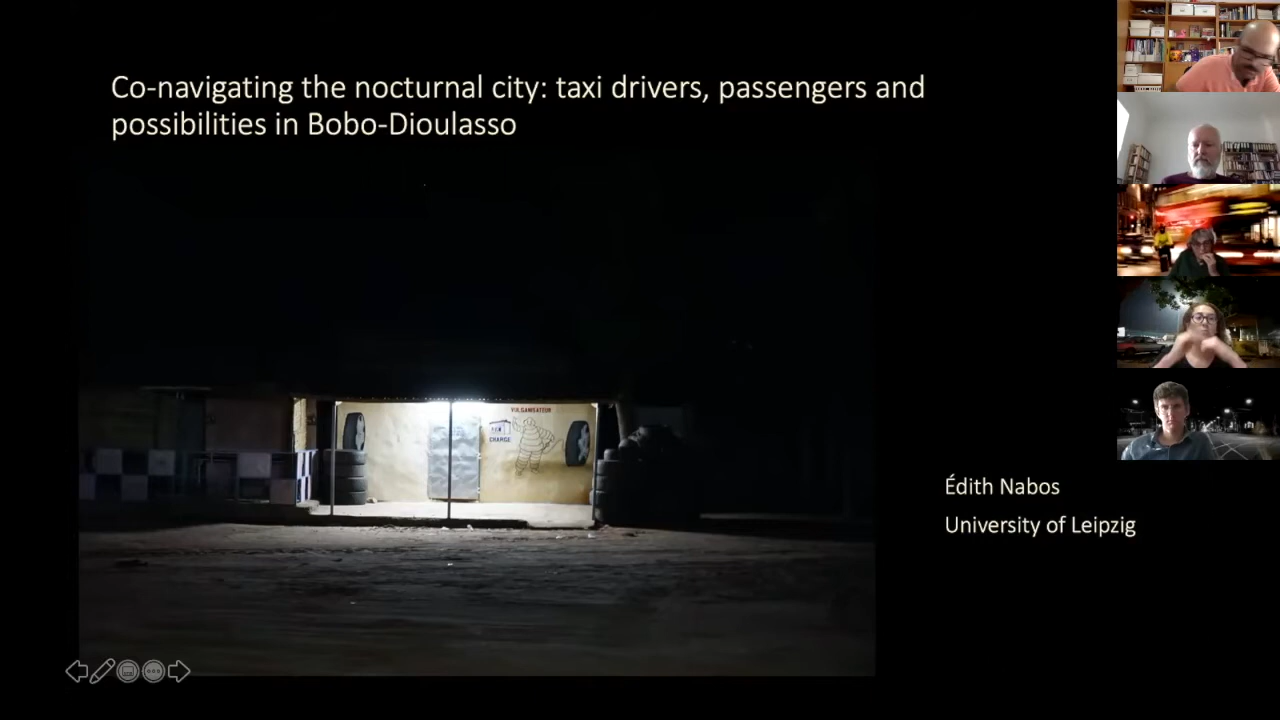 Co-navigating the nocturnal city: taxi drivers, passengers and
possibilities in Bobo-Dioulasso
VULGANISATEUR
CHARGE
Édith Nabos
University of Leipzig